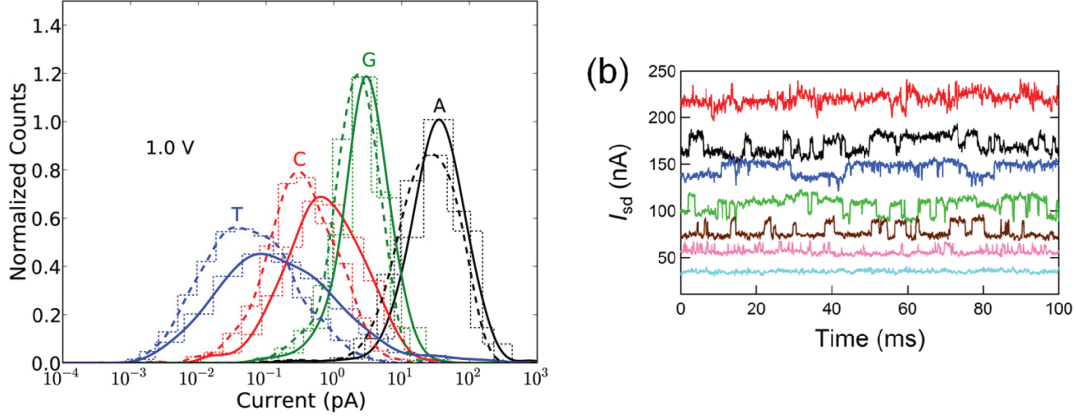 1.4
1.2
1.0
0.8
0.6
0.4
0.2
0.0
Normalized Counts
1.0 V
T
C
G
A
10⁻⁴ 10⁻³ 10⁻² 10⁻¹ 10⁰ 10¹ 10² 10³
Current (pA)
(b)
250
200
150
100
50
I_sd (nA)
0 20 40 60 80 100
Time (ms)